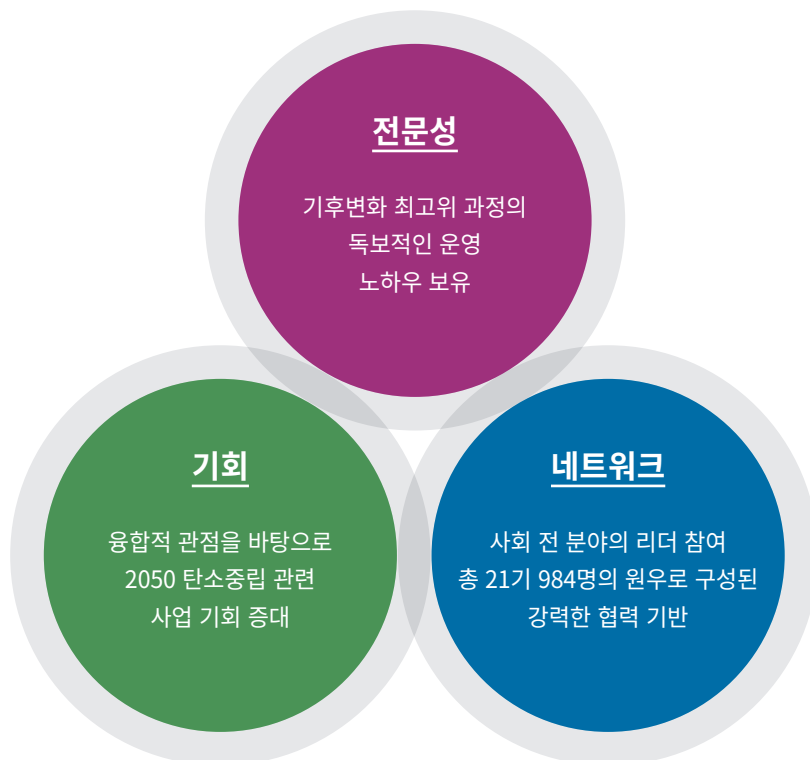 전문성
기후변화 최고위 과정의
독보적인 운영
노하우 보유
기회
융합적 관점을 바탕으로
2050 탄소중립 관련
사업 기회 증대
네트워크
사회 전 분야의 리더 참여
총 21기 984명의 원우로 구성된
강력한 협력 기반